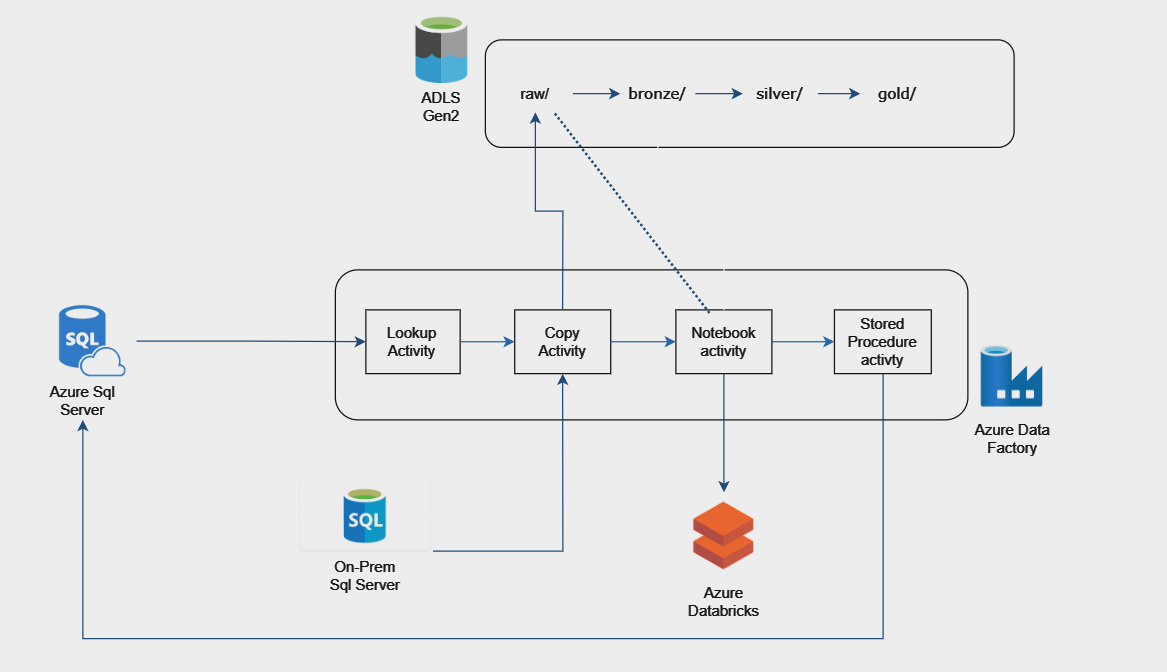 ADLS
Gen2
raw/
bronze/
silver/
gold/
Lookup
Activity
Copy
Activity
Notebook
activity
Stored
Procedure
activty
SQL
Azure Sql
Server
Azure Data
Factory
SQL
On-Prem
Sql Server
Azure
Databricks